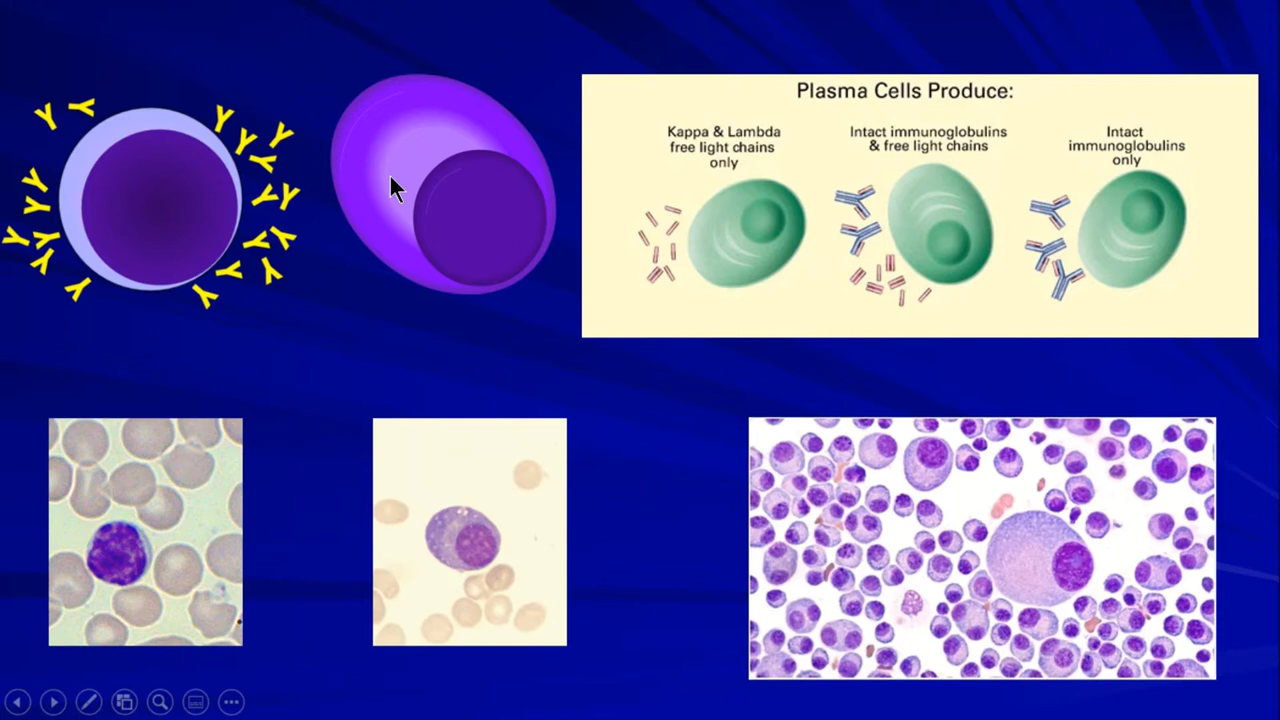 Plasma Cells Produce:
Kappa & Lambda
free light chains
only
Intact immunoglobulins
& free light chains
Intact
immunoglobulins
only